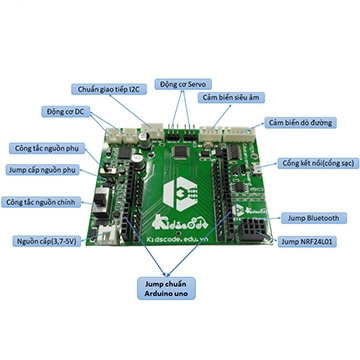 Chuẩn giao tiếp I2C
Động cơ Servo
Động cơ DC
Cảm biến siêu âm
Cảm biến dò đường
Công tắc nguồn phụ
Jump cấp nguồn phụ
Cổng kết nối(cổng sạc)
Công tắc nguồn chính
Kidscode
Jump Bluetooth
Nguồn cấp(3,7-5V)
Kidscode.edu.vn
Jump NRF24L01
Jump chuẩn
Arduino uno